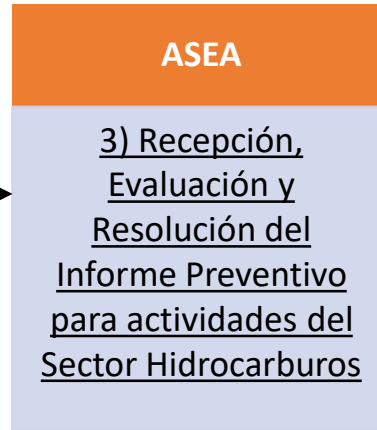 ASEA
3) Recepción,
Evaluación y
Resolución del
Informe Preventivo
para actividades del
Sector Hidrocarburos